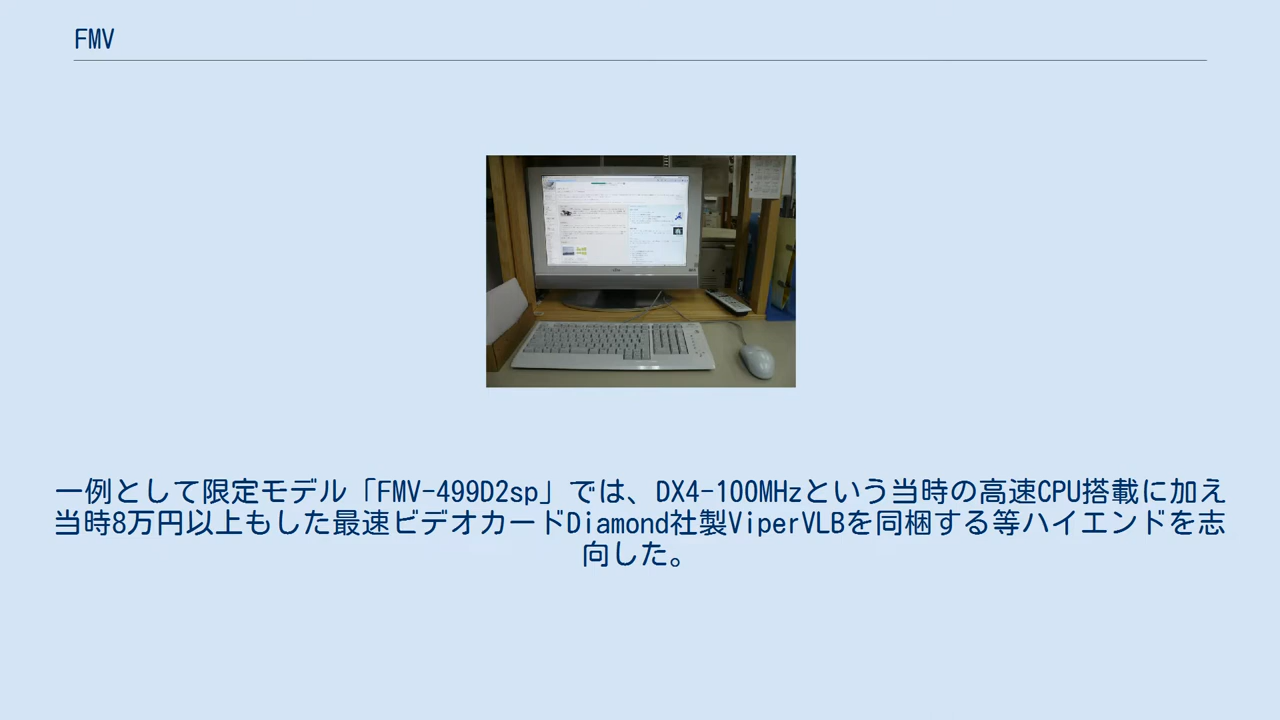 FMV
一例として限定モデル「FMV-499D2sp」では、DX4-100MHzという当時の高速CPU搭載に加え
当時8万円以上もした最速ビデオカードDiamond社製ViperVLBを同梱する等ハイエンドを志
向した。